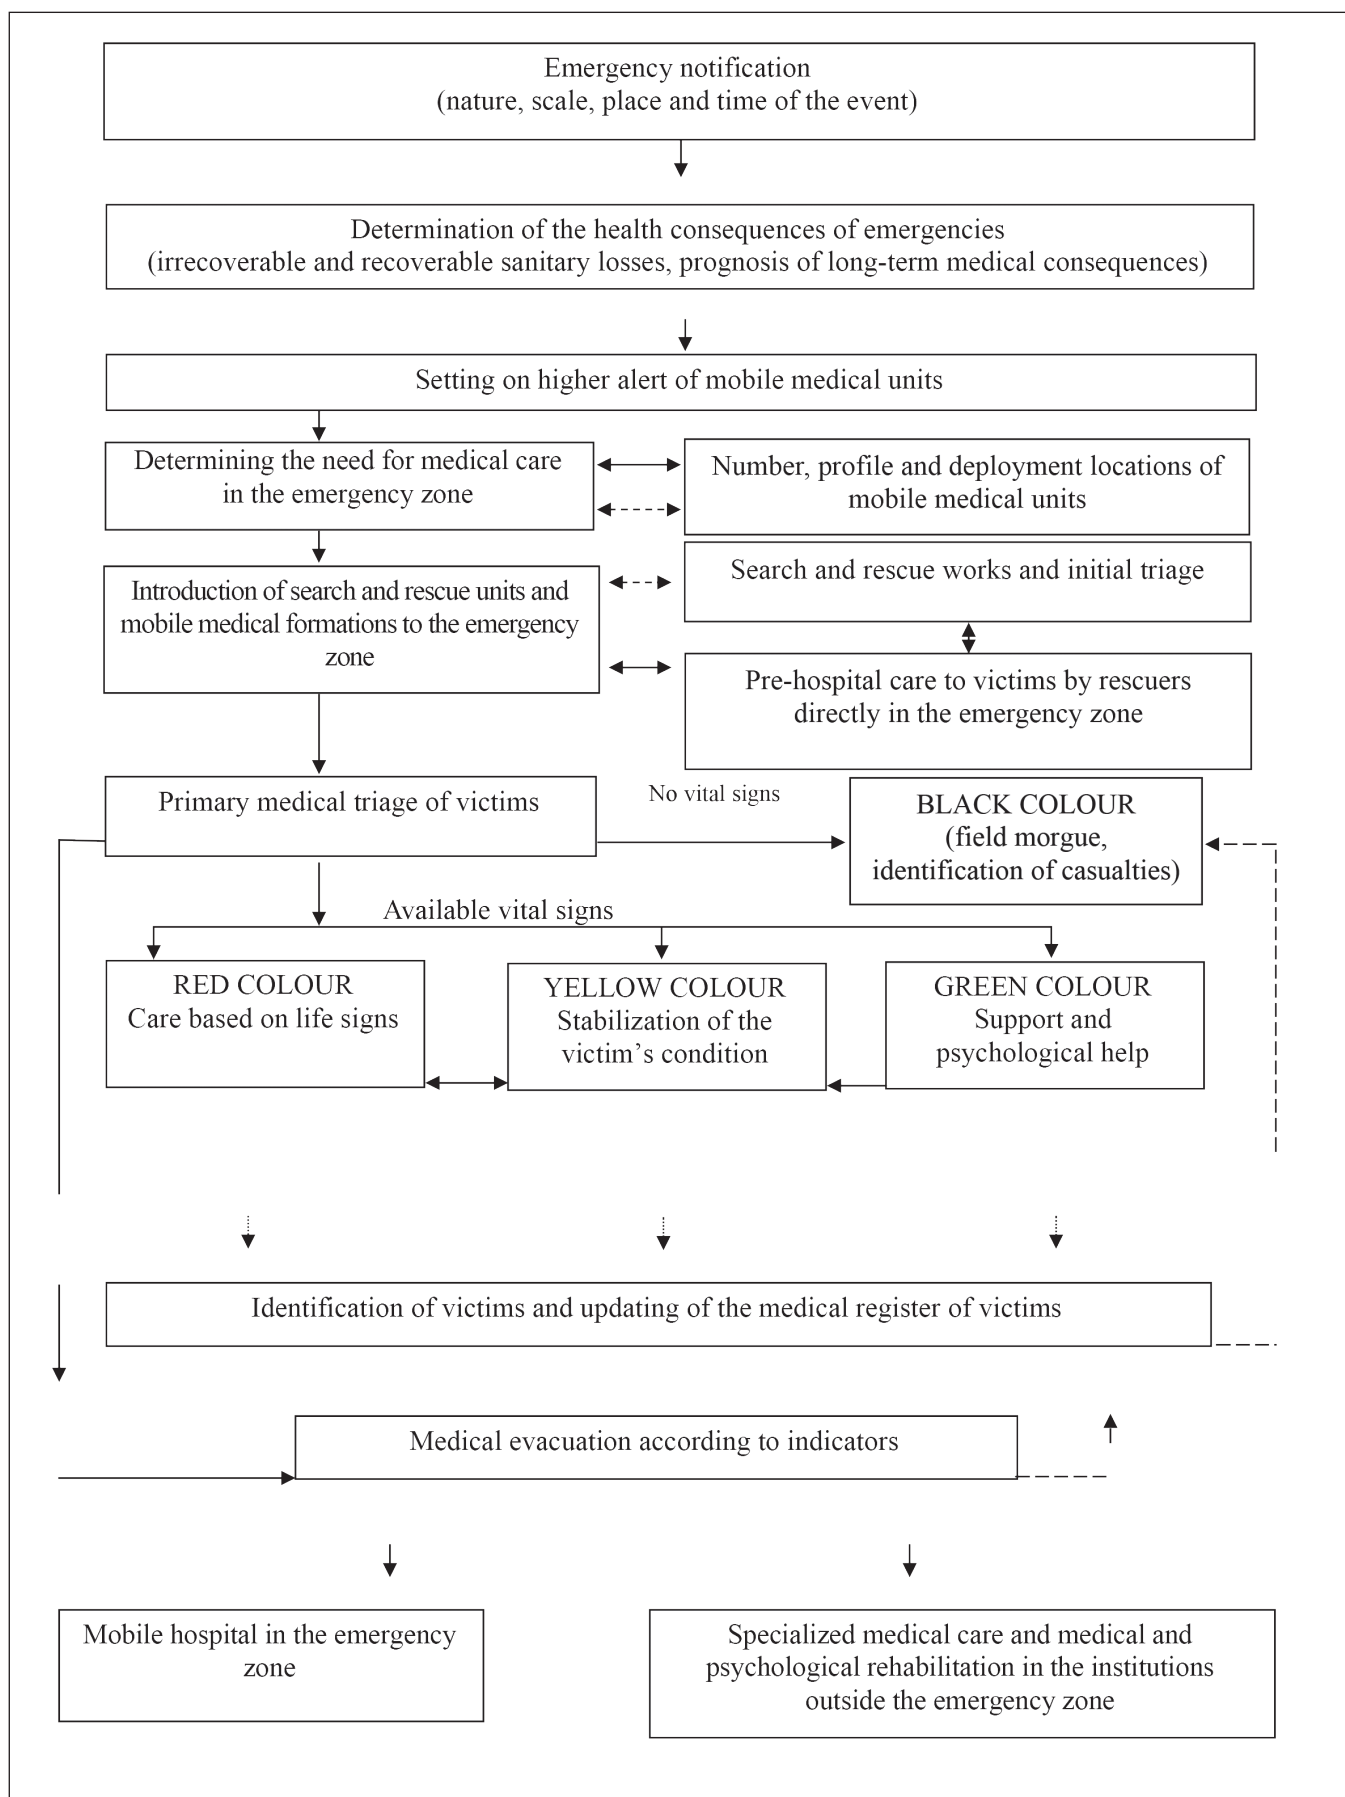 Emergency notification
(nature, scale, place and time of the event)
Determination of the health consequences of emergencies
(irrecoverable and recoverable sanitary losses, prognosis of long-term medical consequences)
Setting on higher alert of mobile medical units
Determining the need for medical care
in the emergency zone
Number, profile and deployment locations of
mobile medical units
Search and rescue works and initial triage
Introduction of search and rescue units and
mobile medical formations to the emergency
zone
Pre-hospital care to victims by rescuers
directly in the emergency zone
Primary medical triage of victims
No vital signs
BLACK COLOUR
(field morgue,
identification of casualties)
Available vital signs
RED COLOUR
Care based on life signs
YELLOW COLOUR
Stabilization of the
victim’s condition
GREEN COLOUR
Support and
psychological help
Identification of victims and updating of the medical register of victims
Medical evacuation according to indicators
Mobile hospital in the emergency
zone
Specialized medical care and medical and
psychological rehabilitation in the institutions
outside the emergency zone